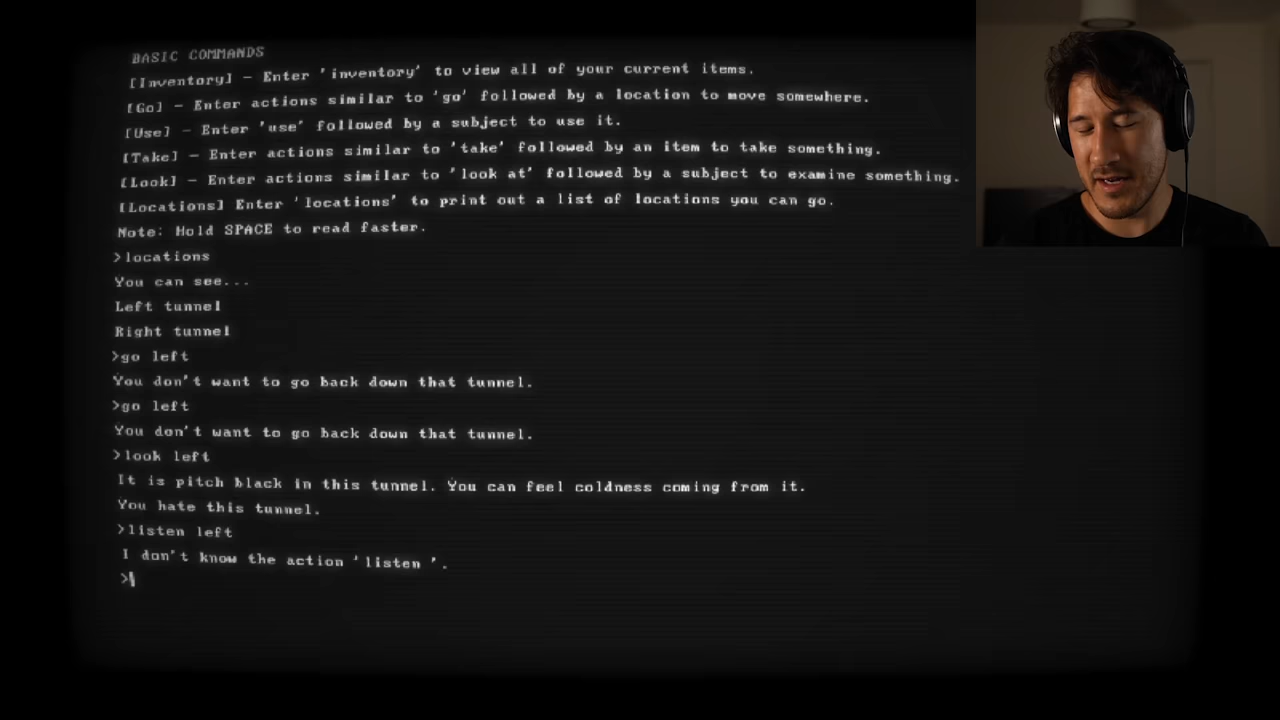 BASIC COMMANDS
[Inventory] - Enter 'inventory' to view all of your current items.
[Go] - Enter actions similar to 'go' followed by a location to move somewhere.
[Use] - Enter 'use' followed by a subject to use it.
[Take] - Enter actions similar to 'take' followed by an item to take something.
[Look] - Enter actions similar to 'look at' followed by a subject to examine something.
[Locations] Enter 'locations' to print out a list of locations you can go.
Note: Hold SPACE to read faster.
>locations
You can see...
Left tunnel
Right tunnel
>go left
You don't want to go back down that tunnel.
>go left
You don't want to go back down that tunnel.
>look left
It is pitch black in this tunnel. You can feel coldness coming from it.
You hate this tunnel.
>listen left
I don't know the action 'listen '.
>